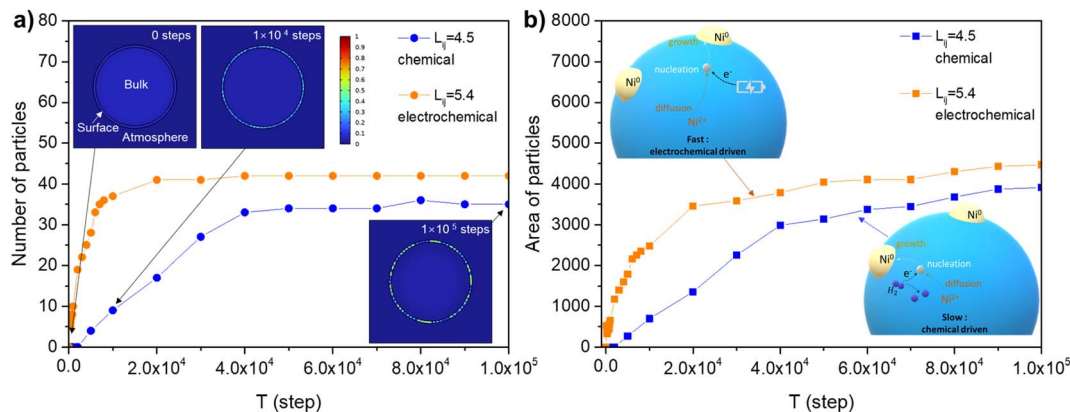 a)
Number of particles
80
70
60
50
40
30
20
10
0
0.0
2.0x10⁴
4.0x10⁴
6.0x10⁴
8.0x10⁴
1.0x10⁵
T (step)
0 steps
Bulk
Surface
Atmosphere
1×10⁴ steps
1
0.9
0.8
0.7
0.6
0.5
0.4
0.3
0.2
0.1
0
L_ij=4.5
chemical
L_ij=5.4
electrochemical
1×10⁵ steps
b)
Area of particles
8000
7000
6000
5000
4000
3000
2000
1000
0
0.0
2.0x10⁴
4.0x10⁴
6.0x10⁴
8.0x10⁴
1.0x10⁵
T (step)
Ni⁰
growth
Ni⁰
nucleation
e⁻
diffusion
Ni²⁺
Fast :
electrochemical driven
L_ij=4.5
chemical
L_ij=5.4
electrochemical
Ni⁰
growth
Ni⁰
nucleation
e⁻
H₂
diffusion
Ni²⁺
Slow :
chemical driven